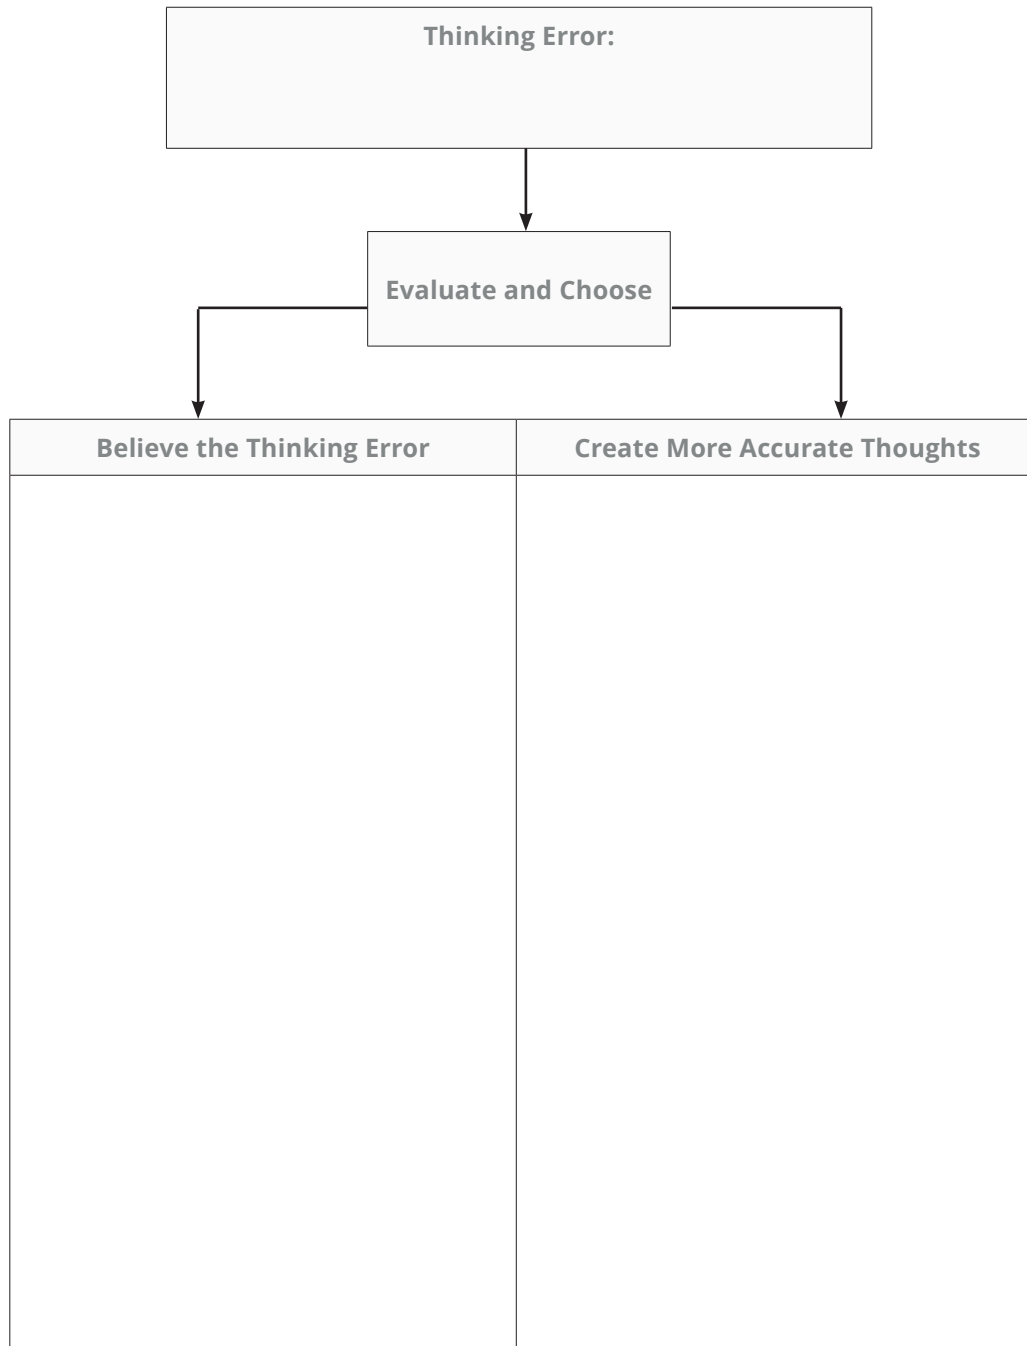 Thinking Error:
Evaluate and Choose
Believe the Thinking Error
Create More Accurate Thoughts